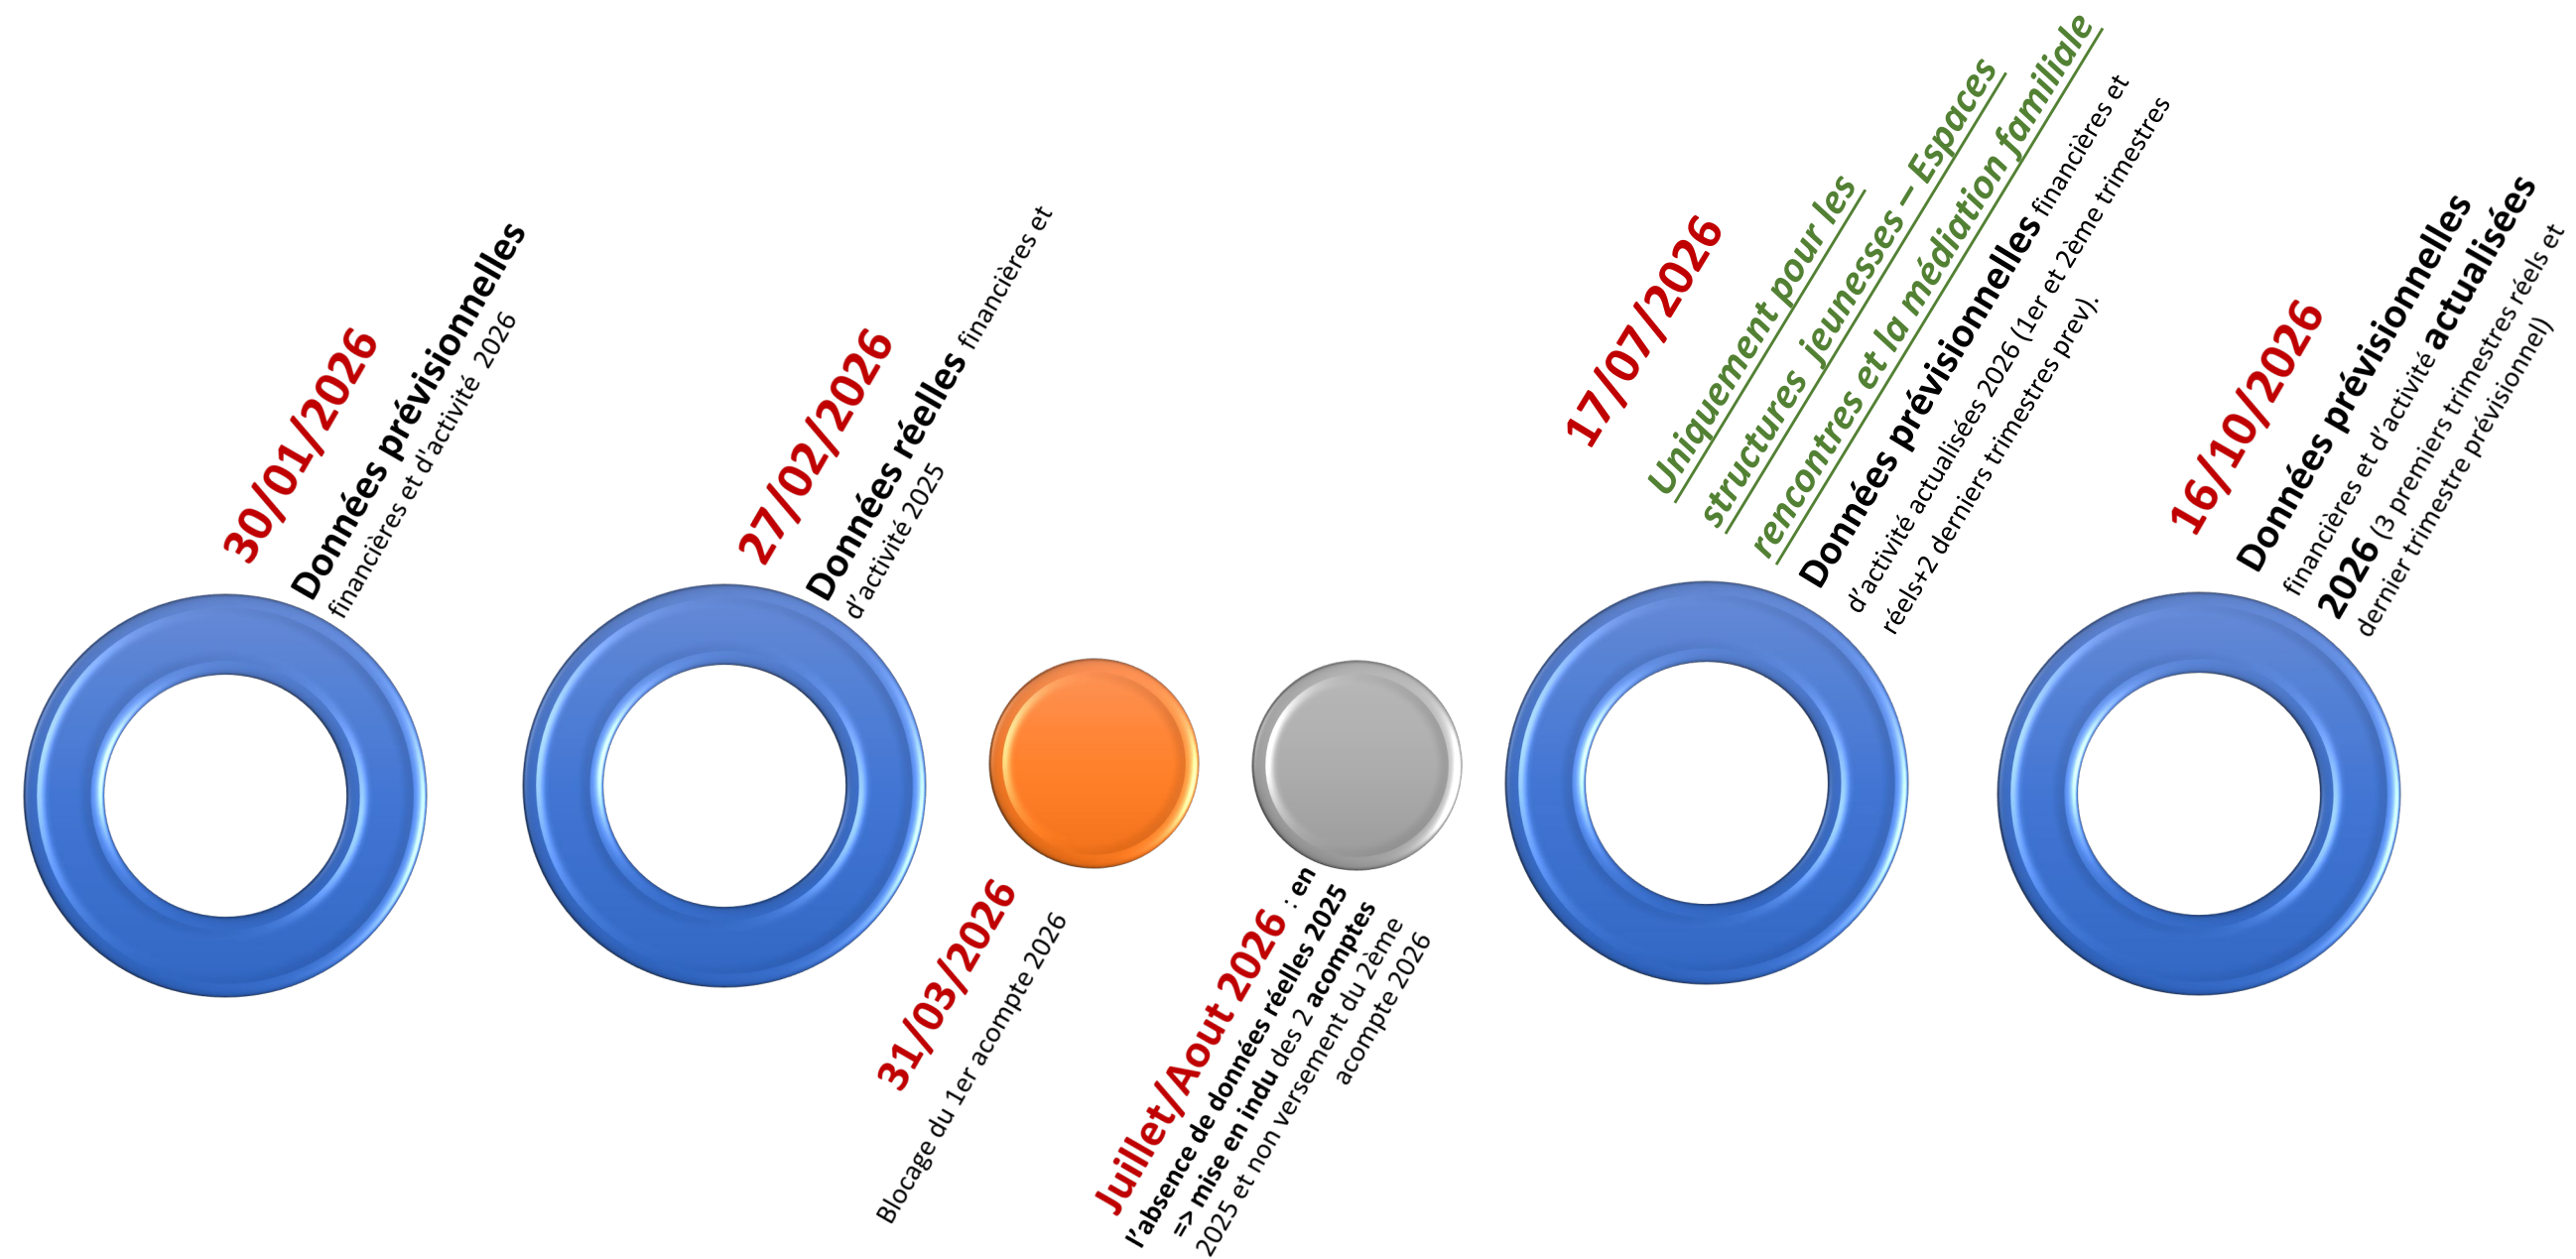 30/01/2026
Données prévisionnelles
financières et d'activité 2026
27/02/2026
Données réelles financières et
d’activité 2025
31/03/2026
Blocage du 1er acompte 2026
Juillet/Aout 2026 : en
l’absence de données réelles 2025
=> mise en indu des 2 acomptes
2025 et non versement du 2ème
acompte 2026
17/07/2026
Uniquement pour les
structures jeunesses – Espaces
rencontres et la médiation familiale
Données prévisionnelles financières et
d’activité actualisées 2026 (1er et 2ème trimestres
réels+2 derniers trimestres prev).
16/10/2026
Données prévisionnelles
financières et d’activité actualisées
2026 (3 premiers trimestres réels et
dernier trimestre prévisionnel)